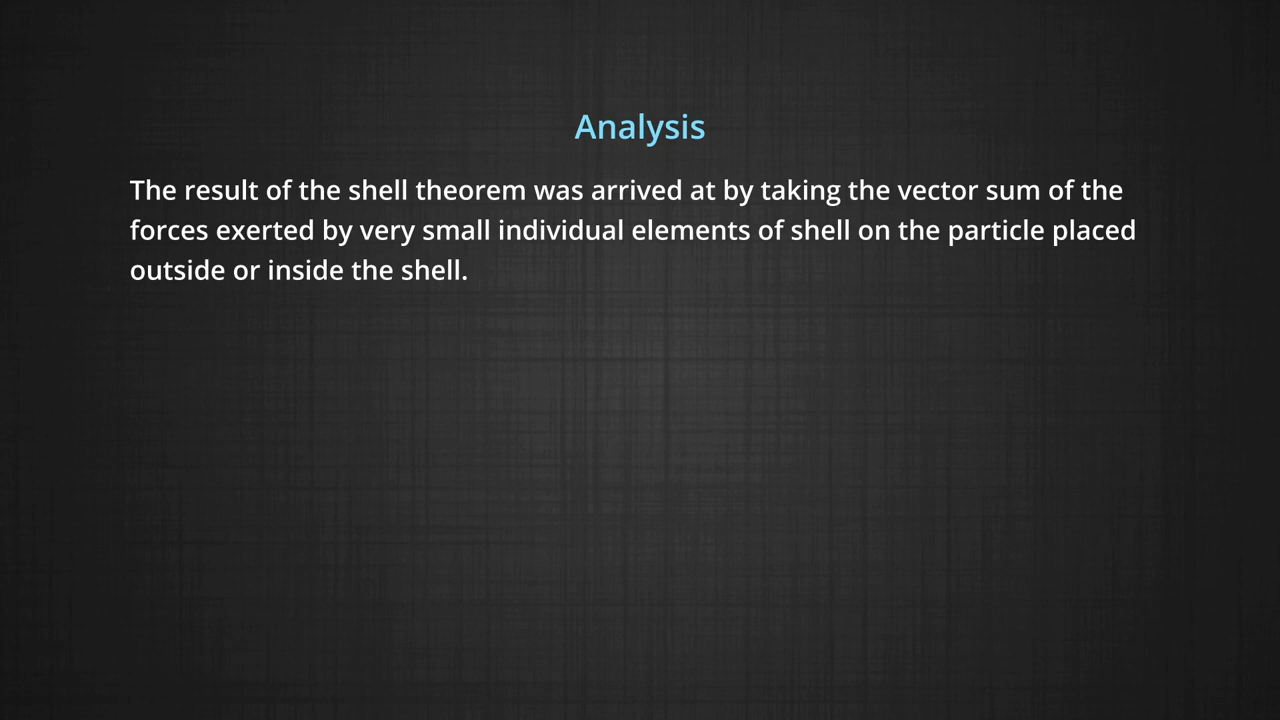 Analysis
The result of the shell theorem was arrived at by taking the vector sum of the
forces exerted by very small individual elements of shell on the particle placed
outside or inside the shell.